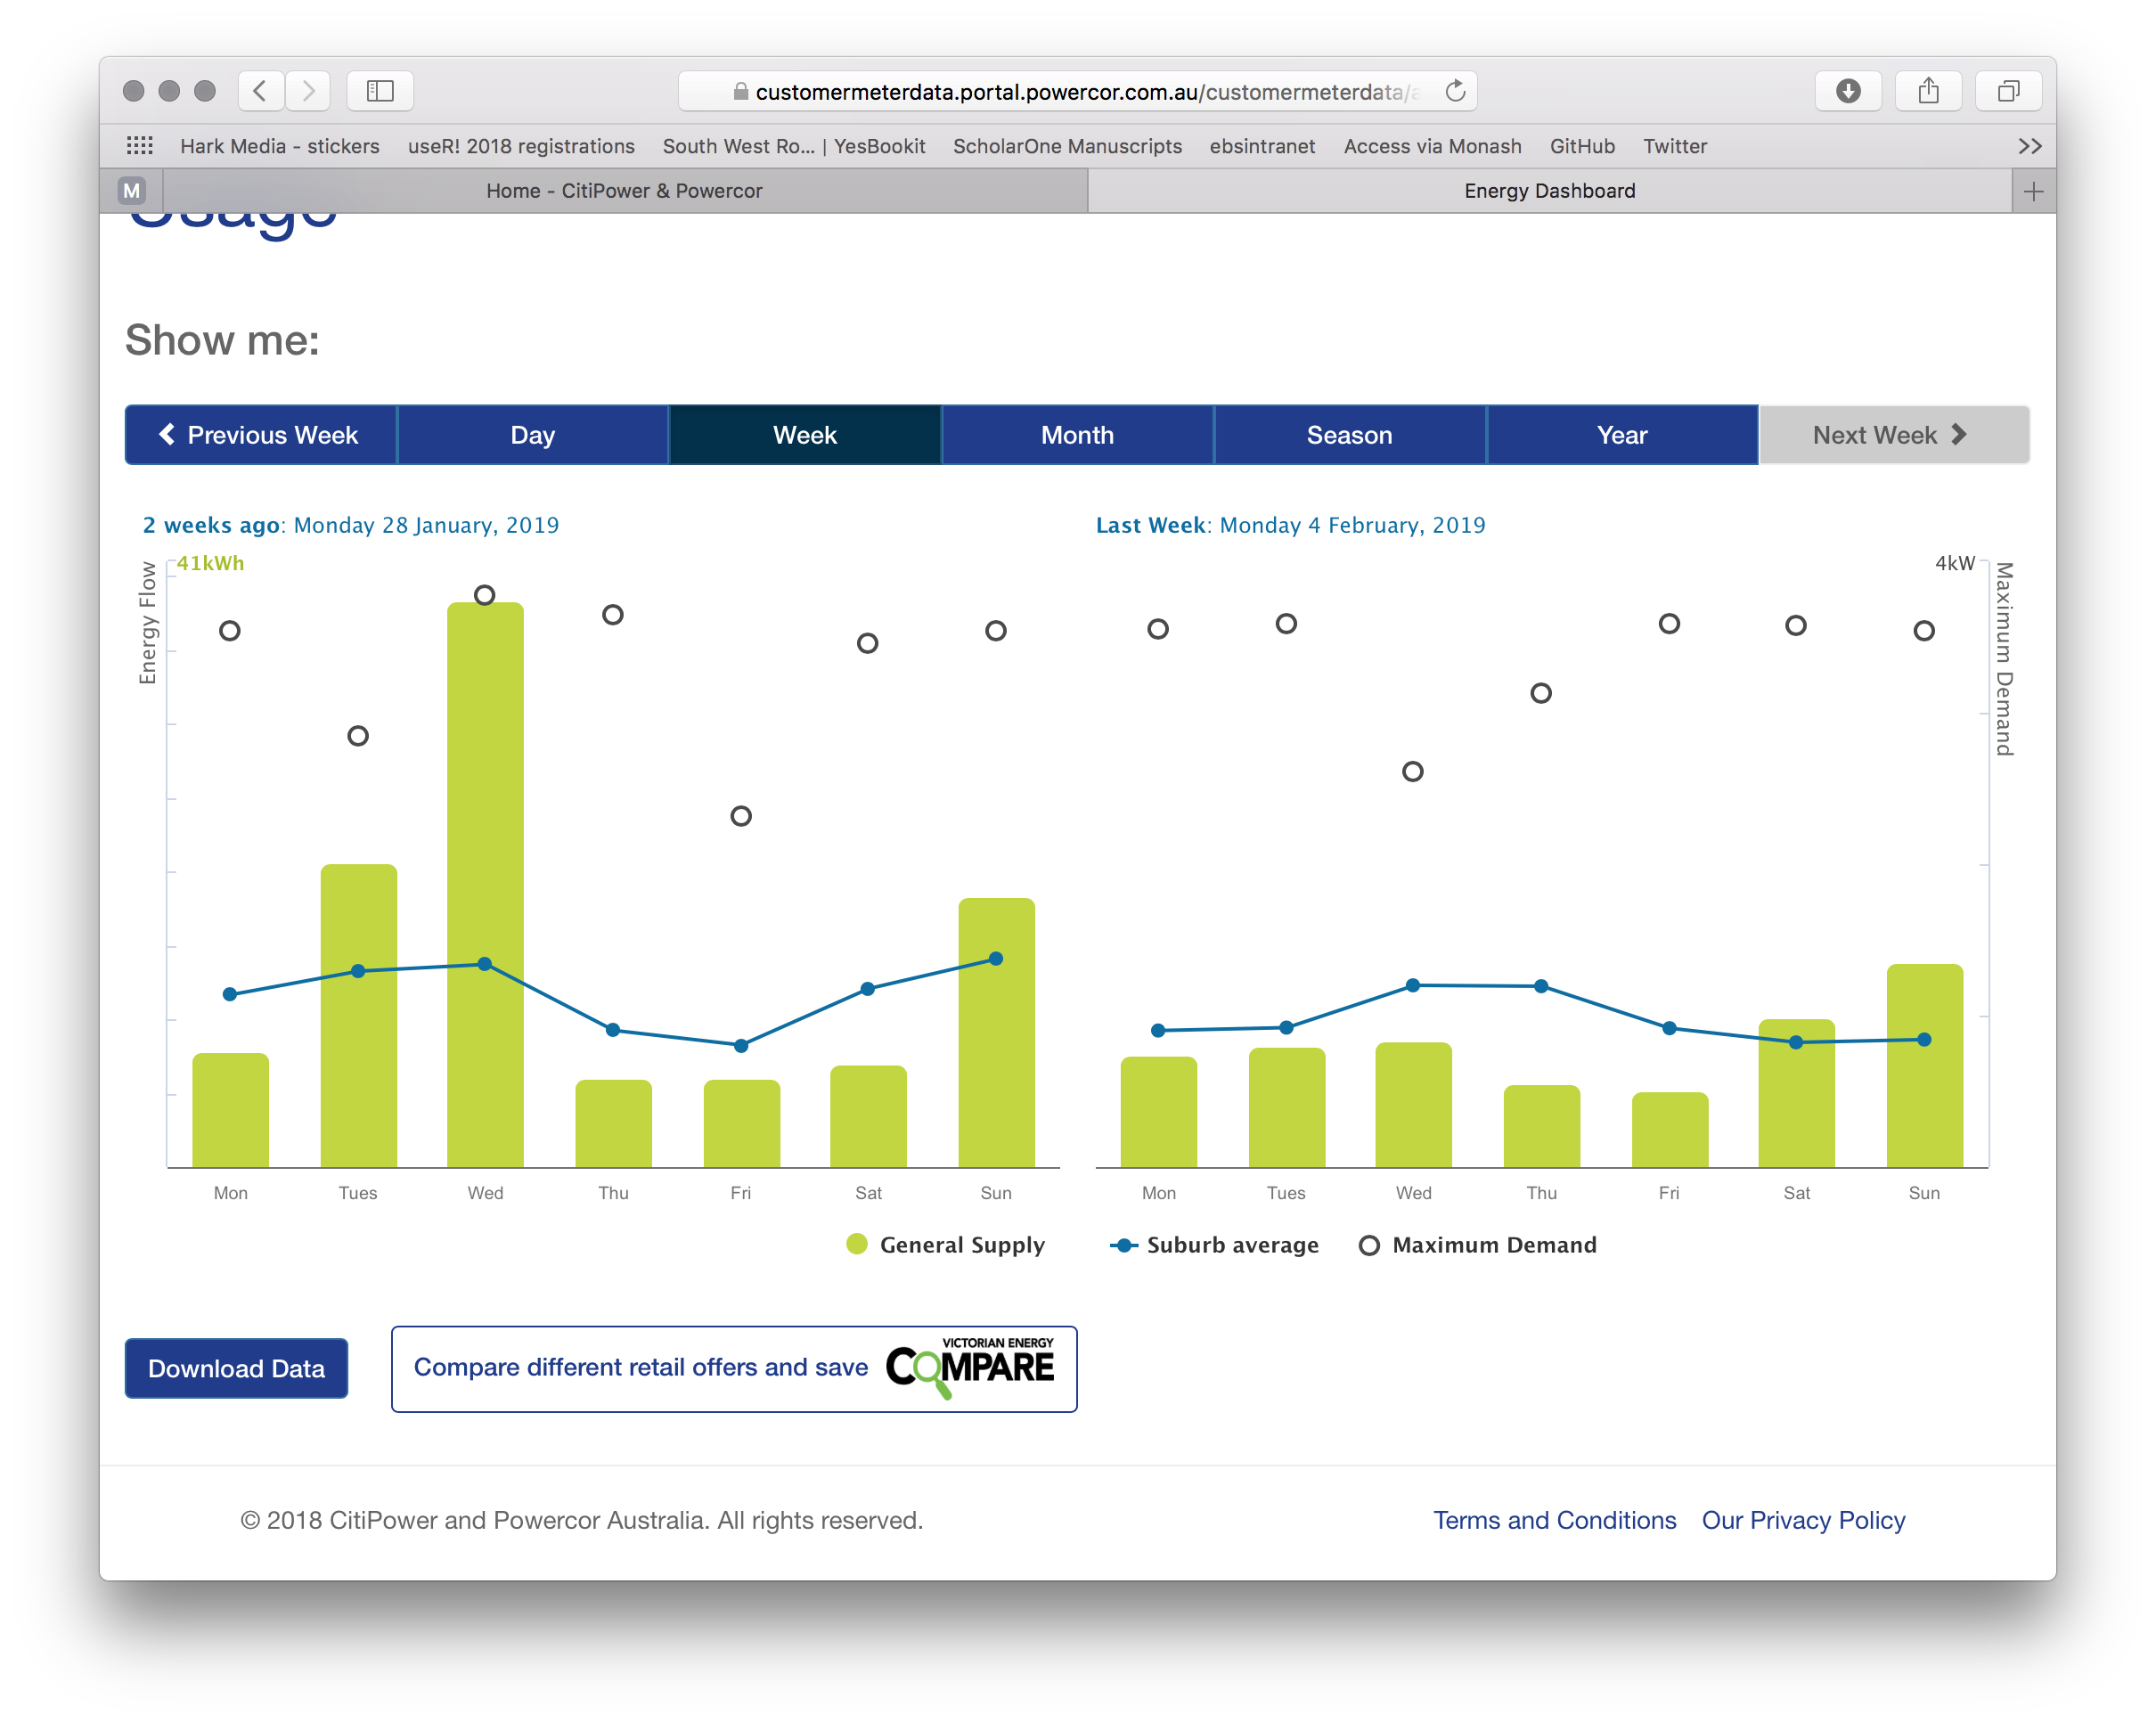 customermeterdata.portal.powercor.com.au/customermeterdata/a
Hark Media - stickers useR! 2018 registrations South West Ro... | YesBookit ScholarOne Manuscripts ebsintranet Access via Monash GitHub Twitter
M Home - CitiPower & Powercor Energy Dashboard
Usage
Show me:
Previous Week Day Week Month Season Year Next Week
2 weeks ago: Monday 28 January, 2019 Last Week: Monday 4 February, 2019
41kWh 4kW
Energy Flow
Maximum Demand
Mon Tues Wed Thu Fri Sat Sun Mon Tues Wed Thu Fri Sat Sun
General Supply Suburb average Maximum Demand
Download Data
Compare different retail offers and save
VICTORIAN ENERGY
COMPARE
© 2018 CitiPower and Powercor Australia. All rights reserved. Terms and Conditions Our Privacy Policy